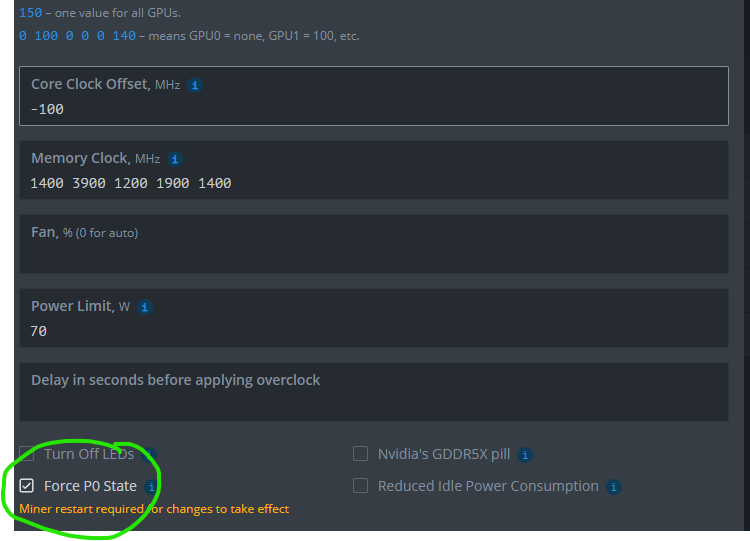 150 – one value for all GPUs.
0 100 0 0 0 140 – means GPU0 = none, GPU1 = 100, etc.
Core Clock Offset, MHz i
-100
Memory Clock, MHz i
1400 3900 1200 1900 1400
Fan, % (0 for auto)
Power Limit, W i
70
Delay in seconds before applying overclock
Turn Off LEDs i
Nvidia's GDDR5X pill i
Force P0 State i
Reduced Idle Power Consumption i
Miner restart required for changes to take effect